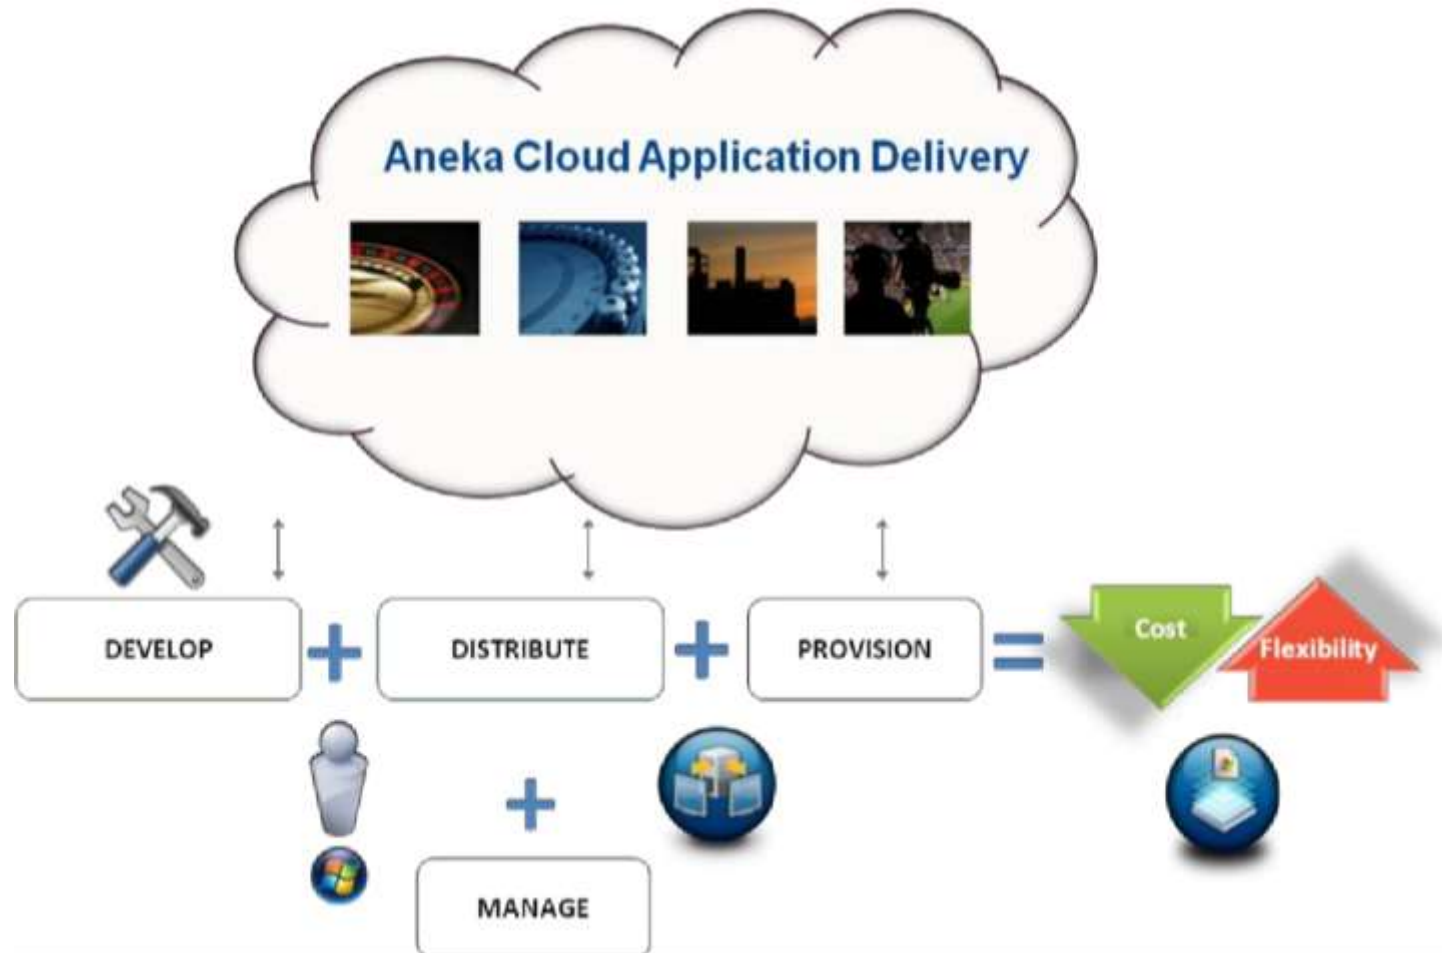 Aneka Cloud Application Delivery
DEVELOP
DISTRIBUTE
PROVISION
Cost
Flexibility
MANAGE